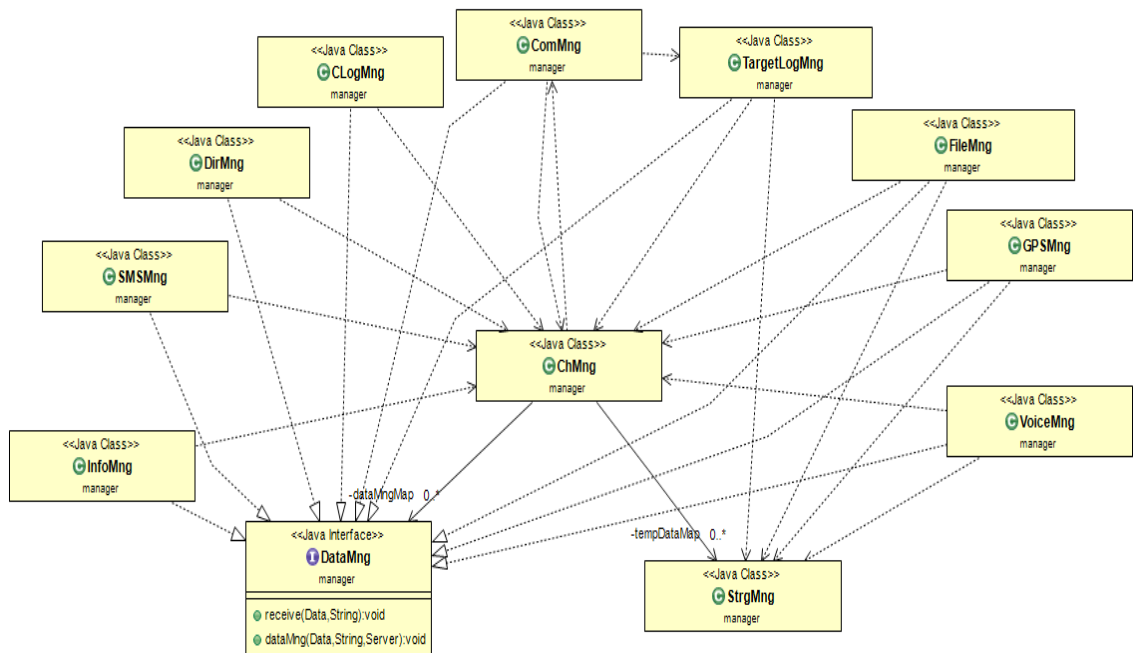 <<Java Class>>
ComMng
manager
<<Java Class>>
CLogMng
manager
<<Java Class>>
TargetLogMng
manager
<<Java Class>>
DirMng
manager
<<Java Class>>
FileMng
manager
<<Java Class>>
SMSMng
manager
<<Java Class>>
GPSMng
manager
<<Java Class>>
ChMng
manager
<<Java Class>>
VoiceMng
manager
<<Java Class>>
InfoMng
manager
-dataMngMap 0..*
-tempDataMap 0..*
<<Java Interface>>
DataMng
manager
receive(Data,String):void
dataMng(Data,String,Server):void
<<Java Class>>
StrgMng
manager